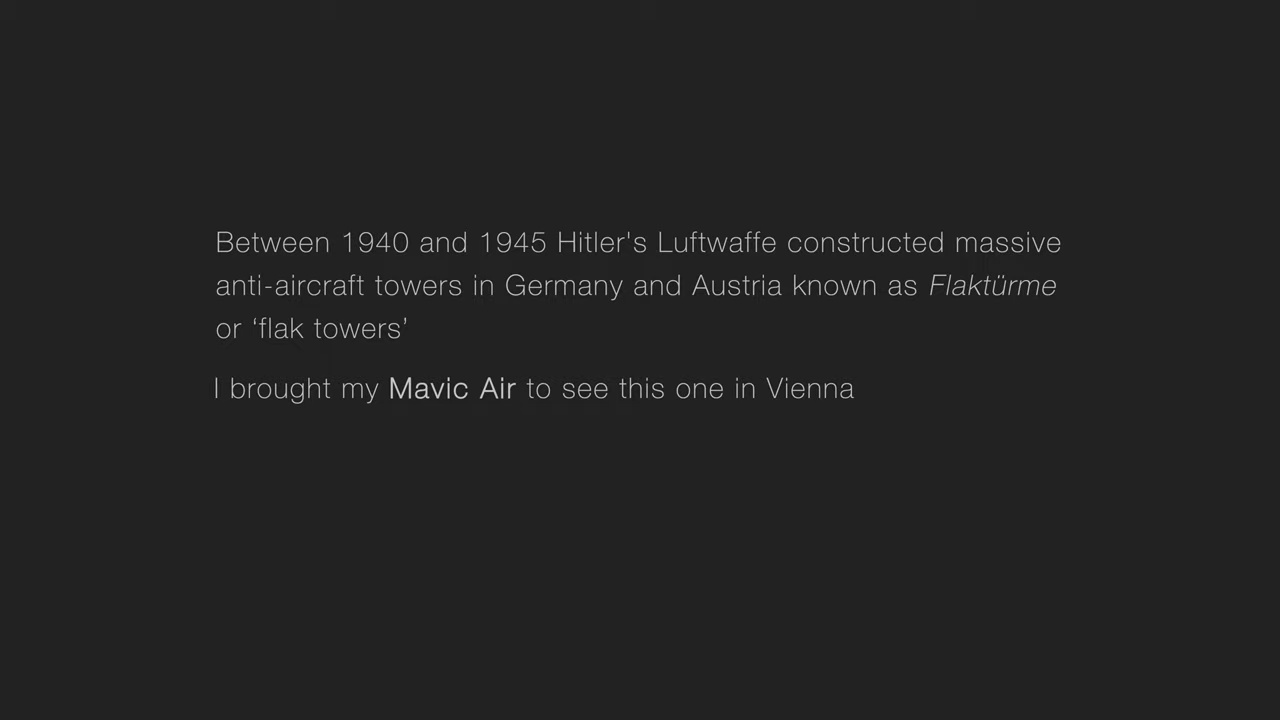 Between 1940 and 1945 Hitler's Luftwaffe constructed massive
anti-aircraft towers in Germany and Austria known as Flaktürme
or ‘flak towers’
I brought my Mavic Air to see this one in Vienna